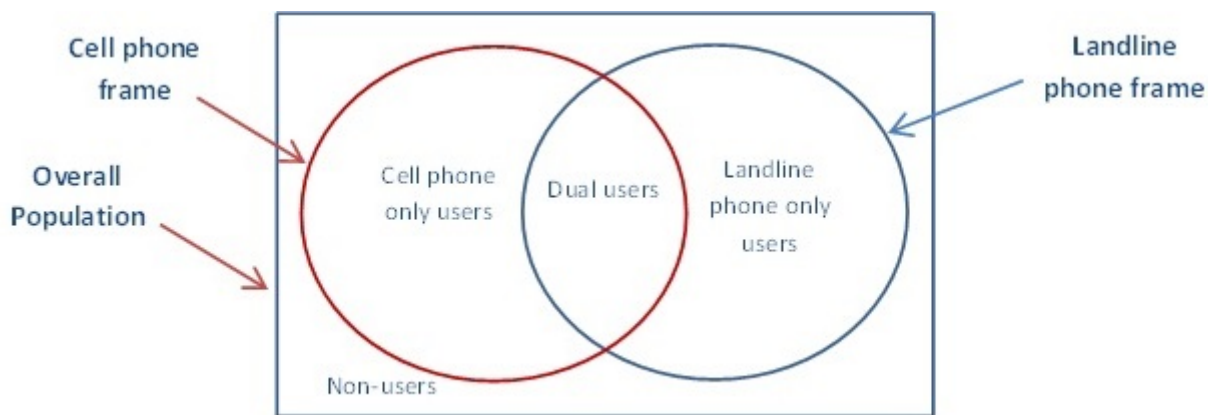 Cell phone
frame
Landline
phone frame
Overall
Population
Cell phone
only users
Dual users
Landline
phone only
users
Non-users